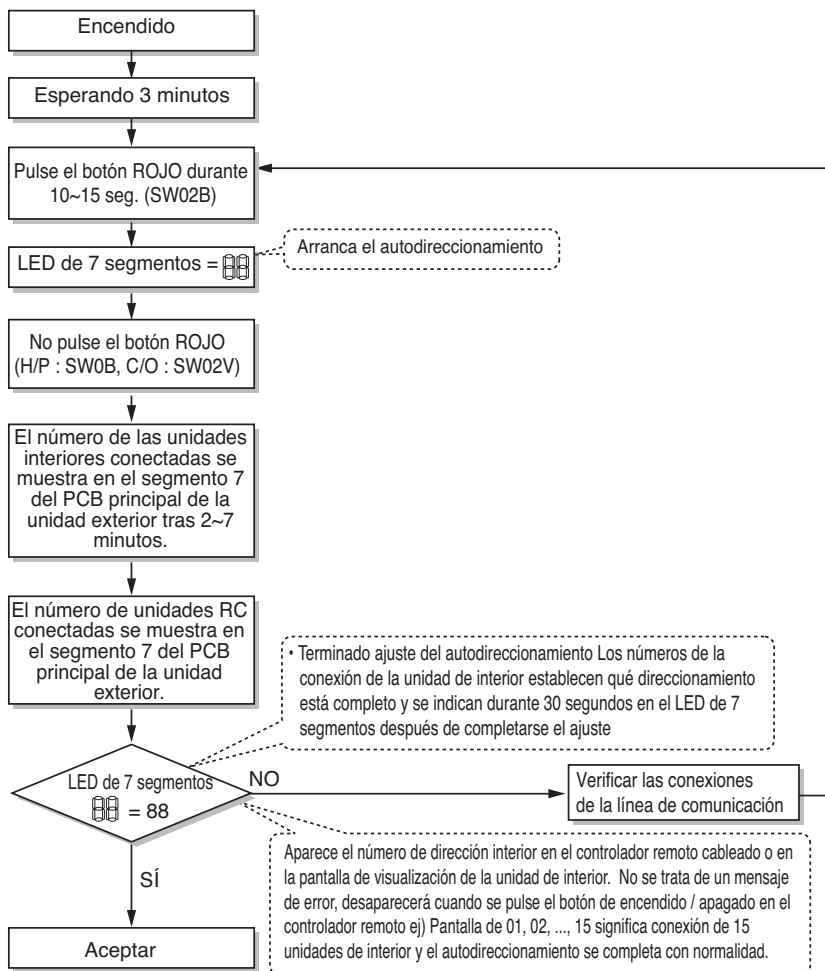 Encendido
Esperando 3 minutos
Pulse el botón ROJO durante
10~15 seg. (SW02B)
LED de 7 segmentos = 88
Arranca el autodireccionamiento
No pulse el botón ROJO
(H/P : SW0B, C/O : SW02V)
El número de las unidades
interiores conectadas se
muestra en el segmento 7
del PCB principal de la
unidad exterior tras 2~7
minutos.
El número de unidades RC
conectadas se muestra en
el segmento 7 del PCB
principal de la unidad
exterior.
• Terminado ajuste del autodireccionamiento Los números de la
conexión de la unidad de interior establecen qué direccionamiento
está completo y se indican durante 30 segundos en el LED de 7
segmentos después de completarse el ajuste
LED de 7 segmentos
88 = 88
NO
Verificar las conexiones
de la línea de comunicación
Aparece el número de dirección interior en el controlador remoto cableado o en
la pantalla de visualización de la unidad de interior. No se trata de un mensaje
de error, desaparecerá cuando se pulse el botón de encendido / apagado en el
controlador remoto ej) Pantalla de 01, 02, ..., 15 significa conexión de 15
unidades de interior y el autodireccionamiento se completa con normalidad.
SÍ
Aceptar